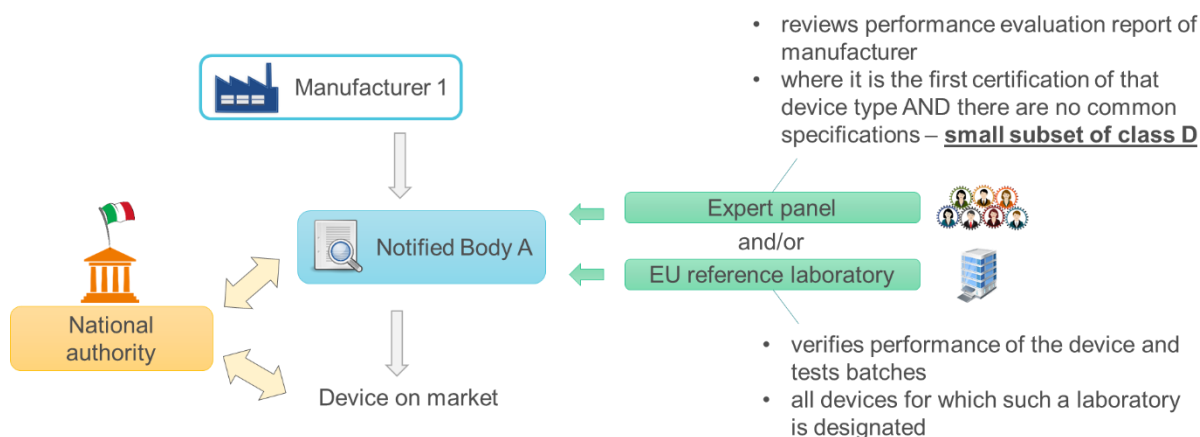 • reviews performance evaluation report of
manufacturer
• where it is the first certification of that
device type AND there are no common
specifications – small subset of class D
Manufacturer 1
Expert panel
and/or
EU reference laboratory
Notified Body A
National
authority
Device on market
• verifies performance of the device and
tests batches
• all devices for which such a laboratory
is designated